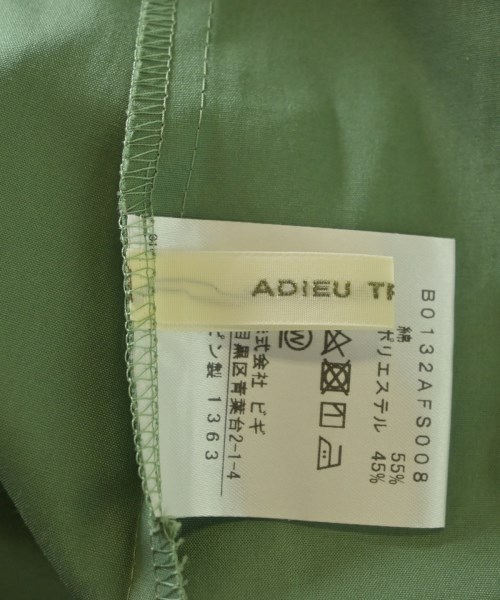 ADIEU TR
B0132AFS008
綿 55%
ポリエステル 45%
式会社 ビギ
黒区青葉台2-1-4
製 1363